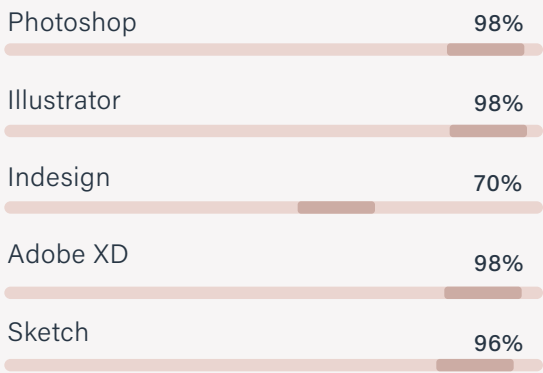 Photoshop 98%
Illustrator 98%
Indesign 70%
Adobe XD 98%
Sketch 96%